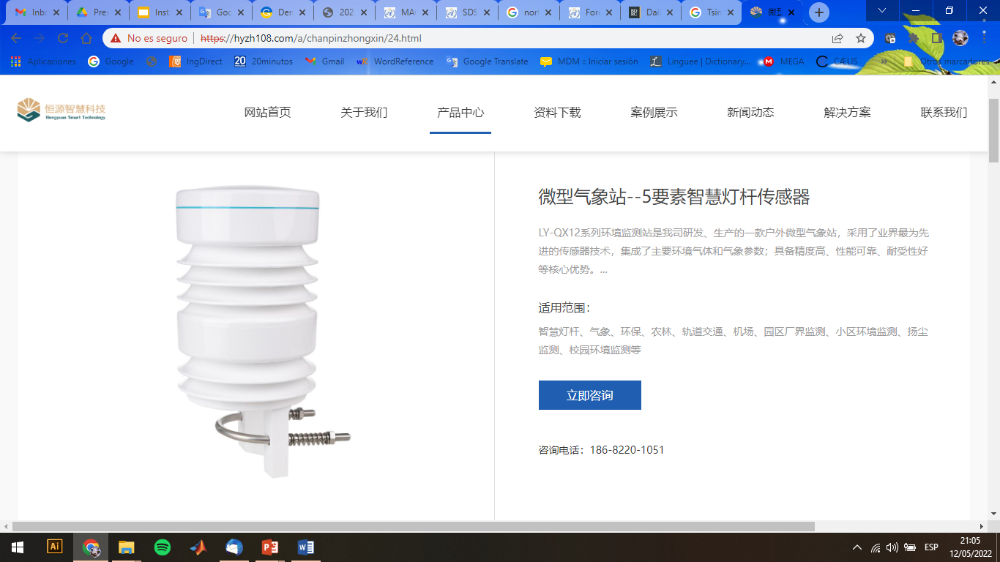 Inbo
Pres
Inst
Goo
Den
202
MA
SDS
nort
Fore
Dail
Tsin
微型
No es seguro
https://hyzh108.com/a/chanpinzhongxin/24.html
Aplicaciones
Google
IngDirect
20minutos
Gmail
WordReference
Google Translate
MDM :: Iniciar sesión
Linguee | Dictionary...
MEGA
CÆLIS
»
Otros marcadores
恒源智慧科技
Hengyuan Smart Technology
网站首页
关于我们
产品中心
资料下载
案例展示
新闻动态
解决方案
联系我们
微型气象站--5要素智慧灯杆传感器
LY-QX12系列环境监测站是我司研发、生产的一款户外微型气象站，采用了业界最为先
进的传感器技术，集成了主要环境气体和气象参数；具备精度高、性能可靠、耐受性好
等核心优势。...
适用范围：
智慧灯杆、气象、环保、农林、轨道交通、机场、园区厂界监测、小区环境监测、扬尘
监测、校园环境监测等
立即咨询
咨询电话：186-8220-1051
Ai
ESP
21:05
12/05/2022